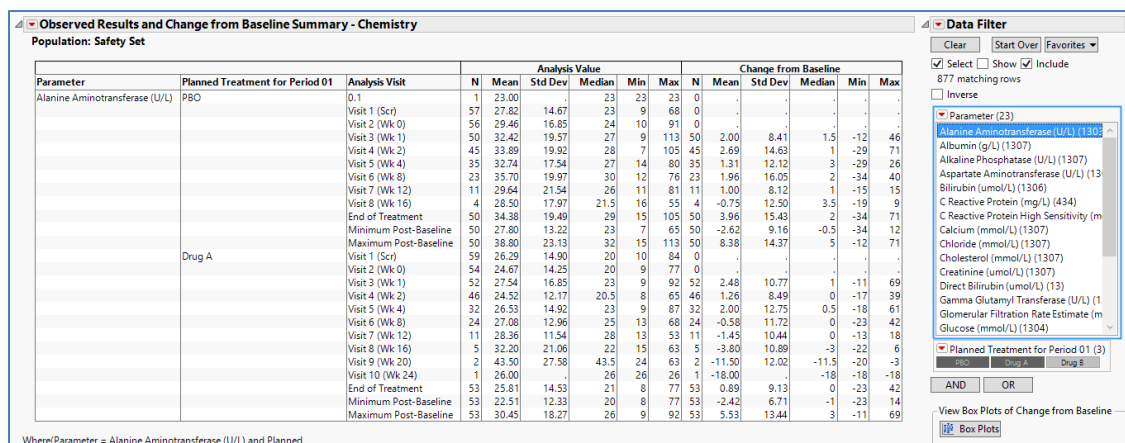 Observed Results and Change from Baseline Summary - Chemistry
Population: Safety Set
Analysis Value Change from Baseline
Parameter Planned Treatment for Period 01 Analysis Visit N Mean Std Dev Median Min Max N Mean Std Dev Median Min Max
Alanine Aminotransferase (U/L) PBO 0.1 1 23.00 . 23 23 23 0 . . . . .
Visit 1 (Scr) 57 27.82 14.67 23 9 68 0 . . . . .
Visit 2 (Wk 0) 56 29.46 16.85 24 10 91 0 . . . . .
Visit 3 (Wk 1) 50 32.42 19.57 27 9 113 50 2.00 8.41 1.5 -12 46
Visit 4 (Wk 2) 45 33.89 19.92 28 7 105 45 2.69 14.63 1 -29 71
Visit 5 (Wk 4) 35 32.74 17.54 27 14 80 35 1.31 12.12 3 -29 26
Visit 6 (Wk 8) 23 35.70 19.97 30 12 76 23 1.96 16.05 2 -34 40
Visit 7 (Wk 12) 11 29.64 21.54 26 11 81 11 1.00 8.12 1 -15 15
Visit 8 (Wk 16) 4 28.50 17.97 21.5 16 55 4 -0.75 12.50 3.5 -19 9
End of Treatment 50 34.38 19.49 29 15 105 50 3.96 15.43 2 -34 71
Minimum Post-Baseline 50 27.80 13.22 23 7 65 50 -2.62 9.16 -0.5 -34 12
Maximum Post-Baseline 50 38.80 23.13 32 15 113 50 8.38 14.37 5 -12 71
Drug A Visit 1 (Scr) 59 26.29 14.90 20 10 84 0 . . . . .
Visit 2 (Wk 0) 54 24.67 14.25 20 9 77 0 . . . . .
Visit 3 (Wk 1) 52 27.54 16.85 23 9 92 52 2.48 10.77 1 -11 69
Visit 4 (Wk 2) 46 24.52 12.17 20.5 8 65 46 1.26 8.49 0 -17 39
Visit 5 (Wk 4) 32 26.53 14.92 23 9 87 32 2.00 12.75 0.5 -18 61
Visit 6 (Wk 8) 24 27.08 12.96 25 13 68 24 -0.58 11.72 0 -23 42
Visit 7 (Wk 12) 11 28.36 11.54 28 13 53 11 -1.45 10.44 0 -13 18
Visit 8 (Wk 16) 5 32.20 21.06 22 15 63 5 -3.80 10.89 -3 -22 6
Visit 9 (Wk 20) 2 43.50 27.58 43.5 24 63 2 -11.50 12.02 -11.5 -20 -3
Visit 10 (Wk 24) 1 26.00 . 26 26 26 1 -18.00 . -18 -18 -18
End of Treatment 53 25.81 14.53 21 8 77 53 0.89 9.13 0 -23 42
Minimum Post-Baseline 53 22.51 12.33 20 8 77 53 -2.42 6.71 -1 -23 14
Maximum Post-Baseline 53 30.45 18.27 26 9 92 53 5.53 13.44 3 -11 69
Where(Parameter = Alanine Aminotransferase (U/L) and Planned
Data Filter
Clear Start Over Favorites
Select Show Include
877 matching rows
Inverse
Parameter (23)
Alanine Aminotransferase (U/L) (1303
Albumin (g/L) (1307)
Alkaline Phosphatase (U/L) (1307)
Aspartate Aminotransferase (U/L) (13
Bilirubin (umol/L) (1306)
C Reactive Protein (mg/L) (434)
C Reactive Protein High Sensitivity (m
Calcium (mmol/L) (1307)
Chloride (mmol/L) (1307)
Cholesterol (mmol/L) (1307)
Creatinine (umol/L) (1307)
Direct Bilirubin (umol/L) (13)
Gamma Glutamyl Transferase (U/L) (1
Glomerular Filtration Rate Estimate (m
Glucose (mmol/L) (1304)
Planned Treatment for Period 01 (3)
PBO Drug A Drug B
AND OR
View Box Plots of Change from Baseline
Box Plots